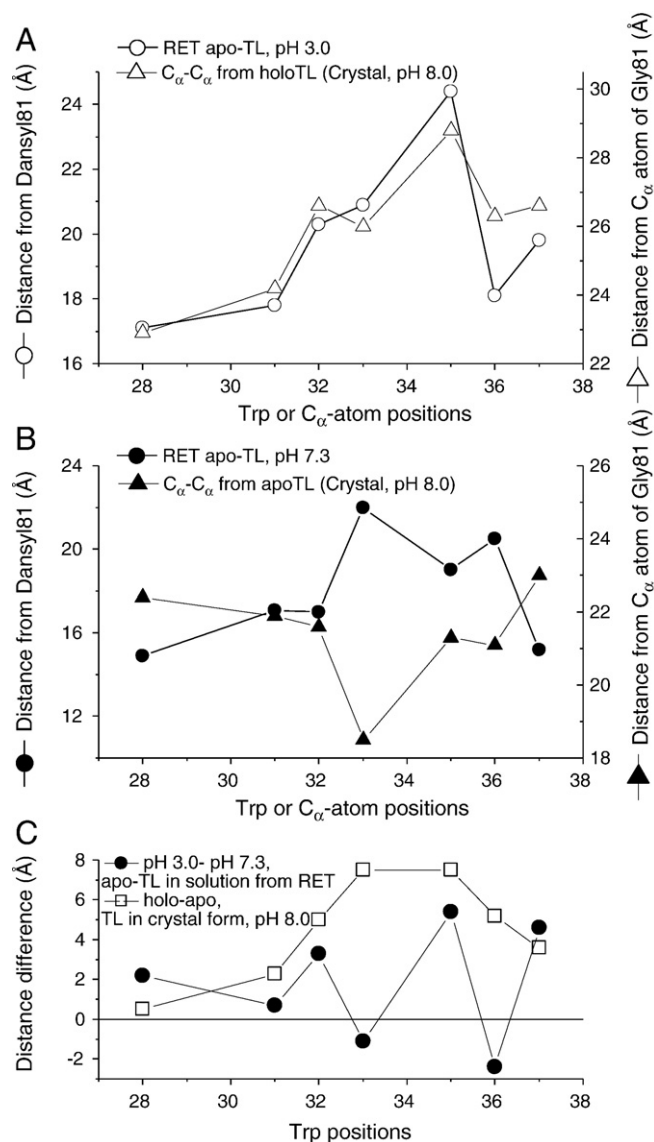 A
RET apo-TL, pH 3.0
Cα-Cα from holoTL (Crystal, pH 8.0)
Distance from Dansyl81 (Å)
24
22
20
18
16
30
28
26
24
22
Distance from Cα atom of Gly81 (Å)
28 30 32 34 36 38
Trp or Cα-atom positions
B
RET apo-TL, pH 7.3
Cα-Cα from apoTL (Crystal, pH 8.0)
Distance from Dansyl81 (Å)
24
20
16
12
26
24
22
20
18
Distance from Cα atom of Gly81 (Å)
28 30 32 34 36 38
Trp or Cα-atom positions
C
pH 3.0- pH 7.3,
apo-TL in solution from RET
holo-apo,
TL in crystal form, pH 8.0
Distance difference (Å)
8
6
4
2
0
-2
28 30 32 34 36 38
Trp positions